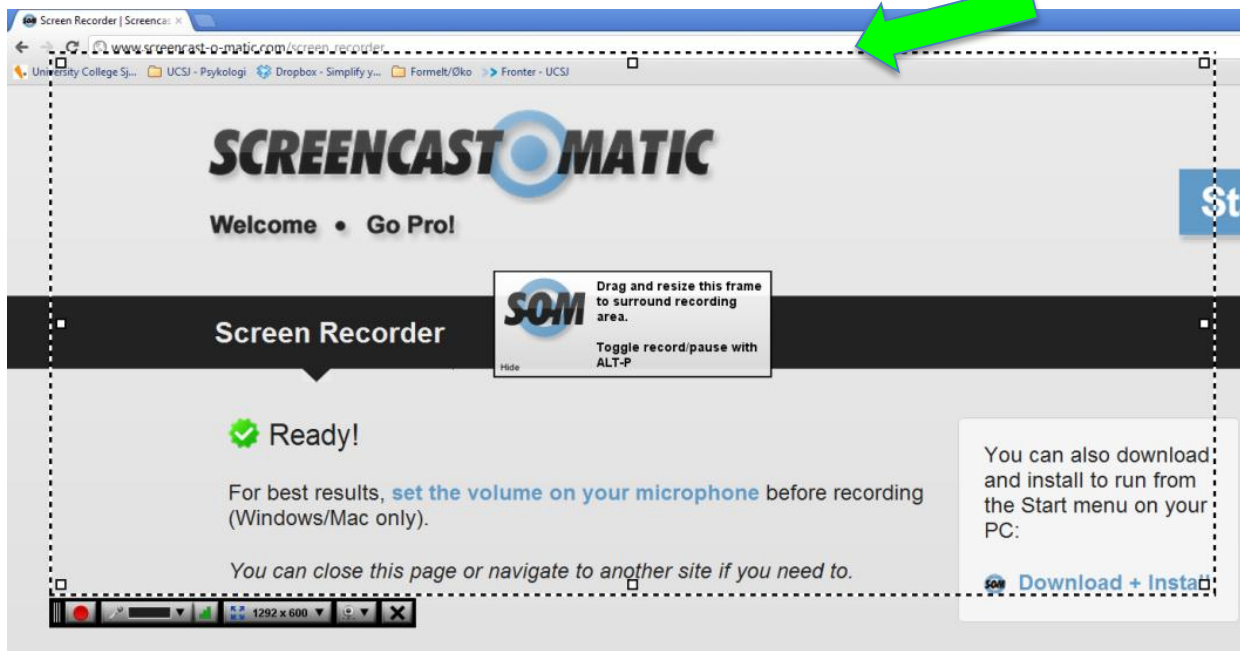 Screen Recorder | Screencas
www.screencast-o-matic.com/screen_recorder
University College Sj... UCSJ - Psykologi Dropbox - Simplify y... Formelt/Øko Fronter - UCSJ
SCREENCAST MATIC
Welcome • Go Pro!
St
SOM
Drag and resize this frame
to surround recording
area.
Toggle record/pause with
ALT-P
Hide
Screen Recorder
Ready!
For best results, set the volume on your microphone before recording
(Windows/Mac only).
You can close this page or navigate to another site if you need to.
You can also download
and install to run from
the Start menu on your
PC:
SOM Download + Install
1292 x 600